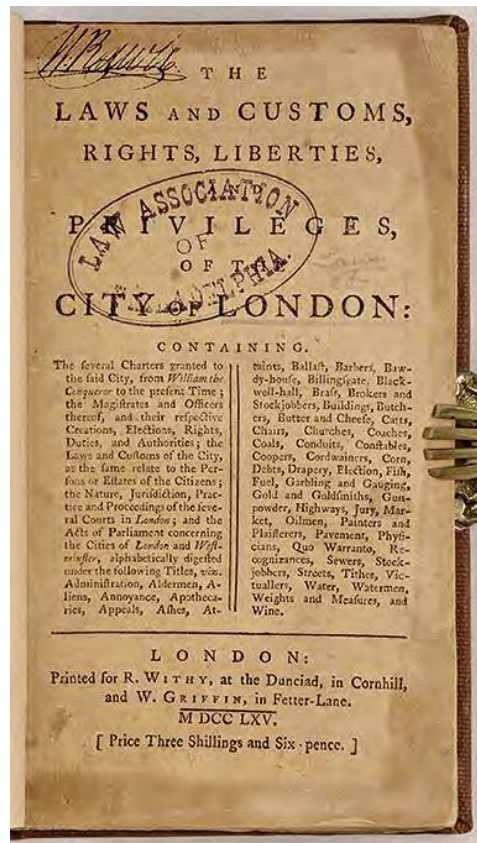 THE
LAWS AND CUSTOMS,
RIGHTS, LIBERTIES,
AND
PRIVILEGES,
OF THE
CITY OF LONDON:
LAW ASSOCIATION
OF
PHILADELPHIA.
CONTAINING.
The ſeveral Charters granted to
the ſaid City, from William the
Conqueror to the preſent Time;
the Magiſtrates and Officers
thereof, and their reſpective
Creations, Elections, Rights,
Duties, and Authorities; the
Laws and Cuſtoms of the City,
as the ſame relate to the Per-
ſons or Eſtates of the Citizens;
the Nature, Juriſdiction, Prac-
tice and Proceedings of the ſeve-
ral Courts in London; and the
Acts of Parliament concerning
the Cities of London and Weſt-
minſter, alphabetically digeſted
under the following Titles, viz.
Adminiſtration, Aldermen, A-
liens, Annoyance, Apotheca-
ries, Appeals, Aſhes, At-
taints, Ballaſt, Barbers, Baw-
dy-houſe, Billingſgate, Black-
well-hall, Braſs, Brokers and
Stockjobbers, Buildings, Butch-
ers, Butter and Cheeſe, Carts,
Chairs, Churches, Coaches,
Coals, Conduits, Conſtables,
Coopers, Cordwainers, Corn,
Debts, Drapery, Election, Fiſh,
Fuel, Garbling and Gauging,
Gold and Goldſmiths, Gun-
powder, Highways, Jury, Mar-
ket, Oilmen, Painters and
Plaiſterers, Pavement, Phyſi-
cians, Quo Warranto, Re-
cognizances, Sewers, Stock-
jobbers, Streets, Tithes, Vic-
tuallers, Water, Watermen,
Weights and Meaſures, and
Wine.
LONDON:
Printed for R. WITHY, at the Dunciad, in Cornhill,
and W. GRIFFIN, in Fetter-Lane.
M DCC LXV.
[ Price Three Shillings and Six-pence. ]